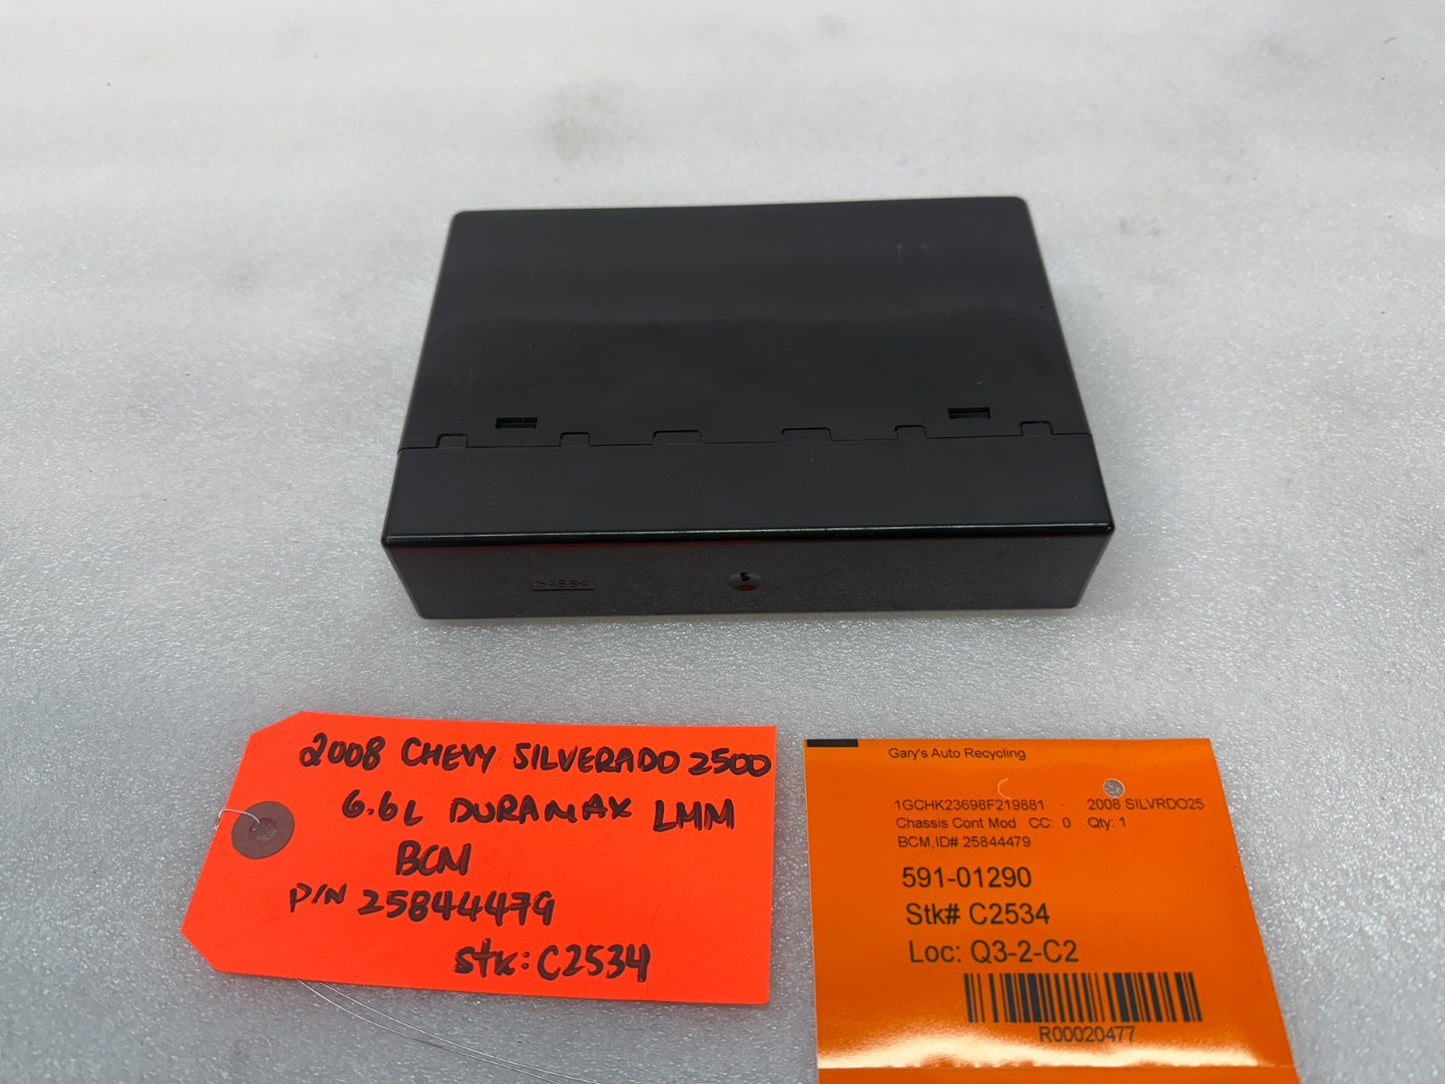 >ABS<
5
2008 CHEVY SILVERADO 2500
6.6L DURAMAX LMM
BCM
P/N 25844479
stk: C2534
Gary's Auto Recycling
1GCHK23698F219881 2008 SILVRDO25
Chassis Cont Mod CC: 0 Qty: 1
BCM,ID# 25844479
591-01290
Stk# C2534
Loc: Q3-2-C2
R00020477